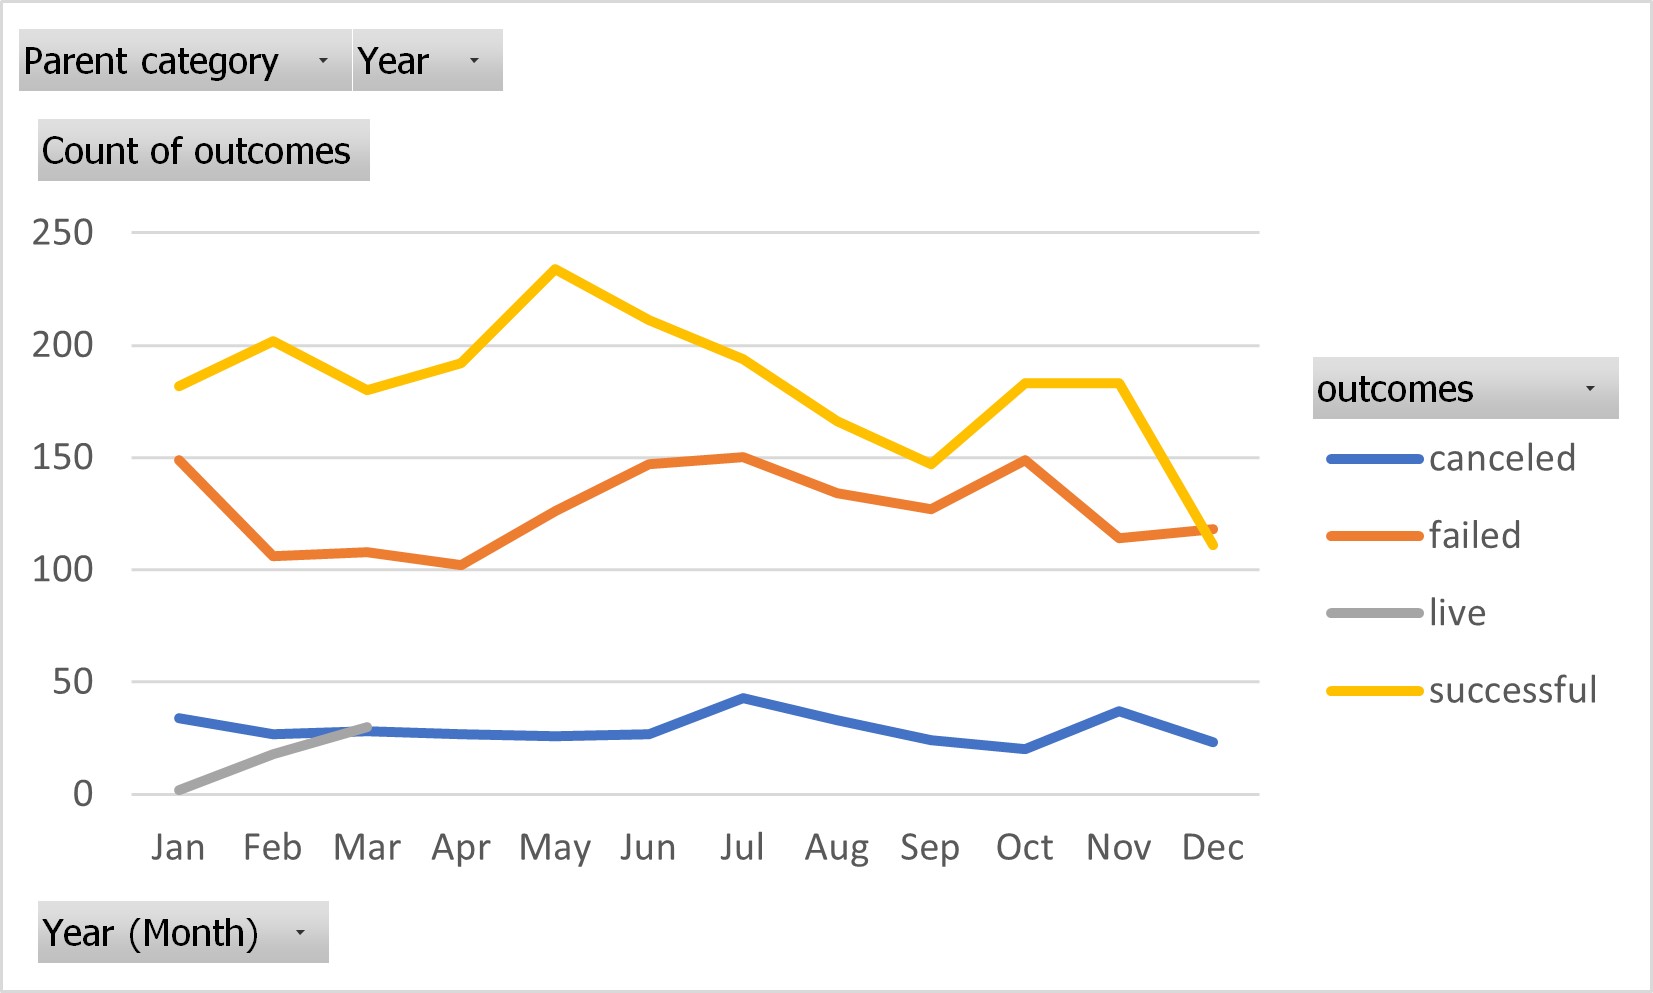 Parent category Year
Count of outcomes
250
200
150
100
50
0
Jan Feb Mar Apr May Jun Jul Aug Sep Oct Nov Dec
Year (Month)
outcomes
canceled
failed
live
successful